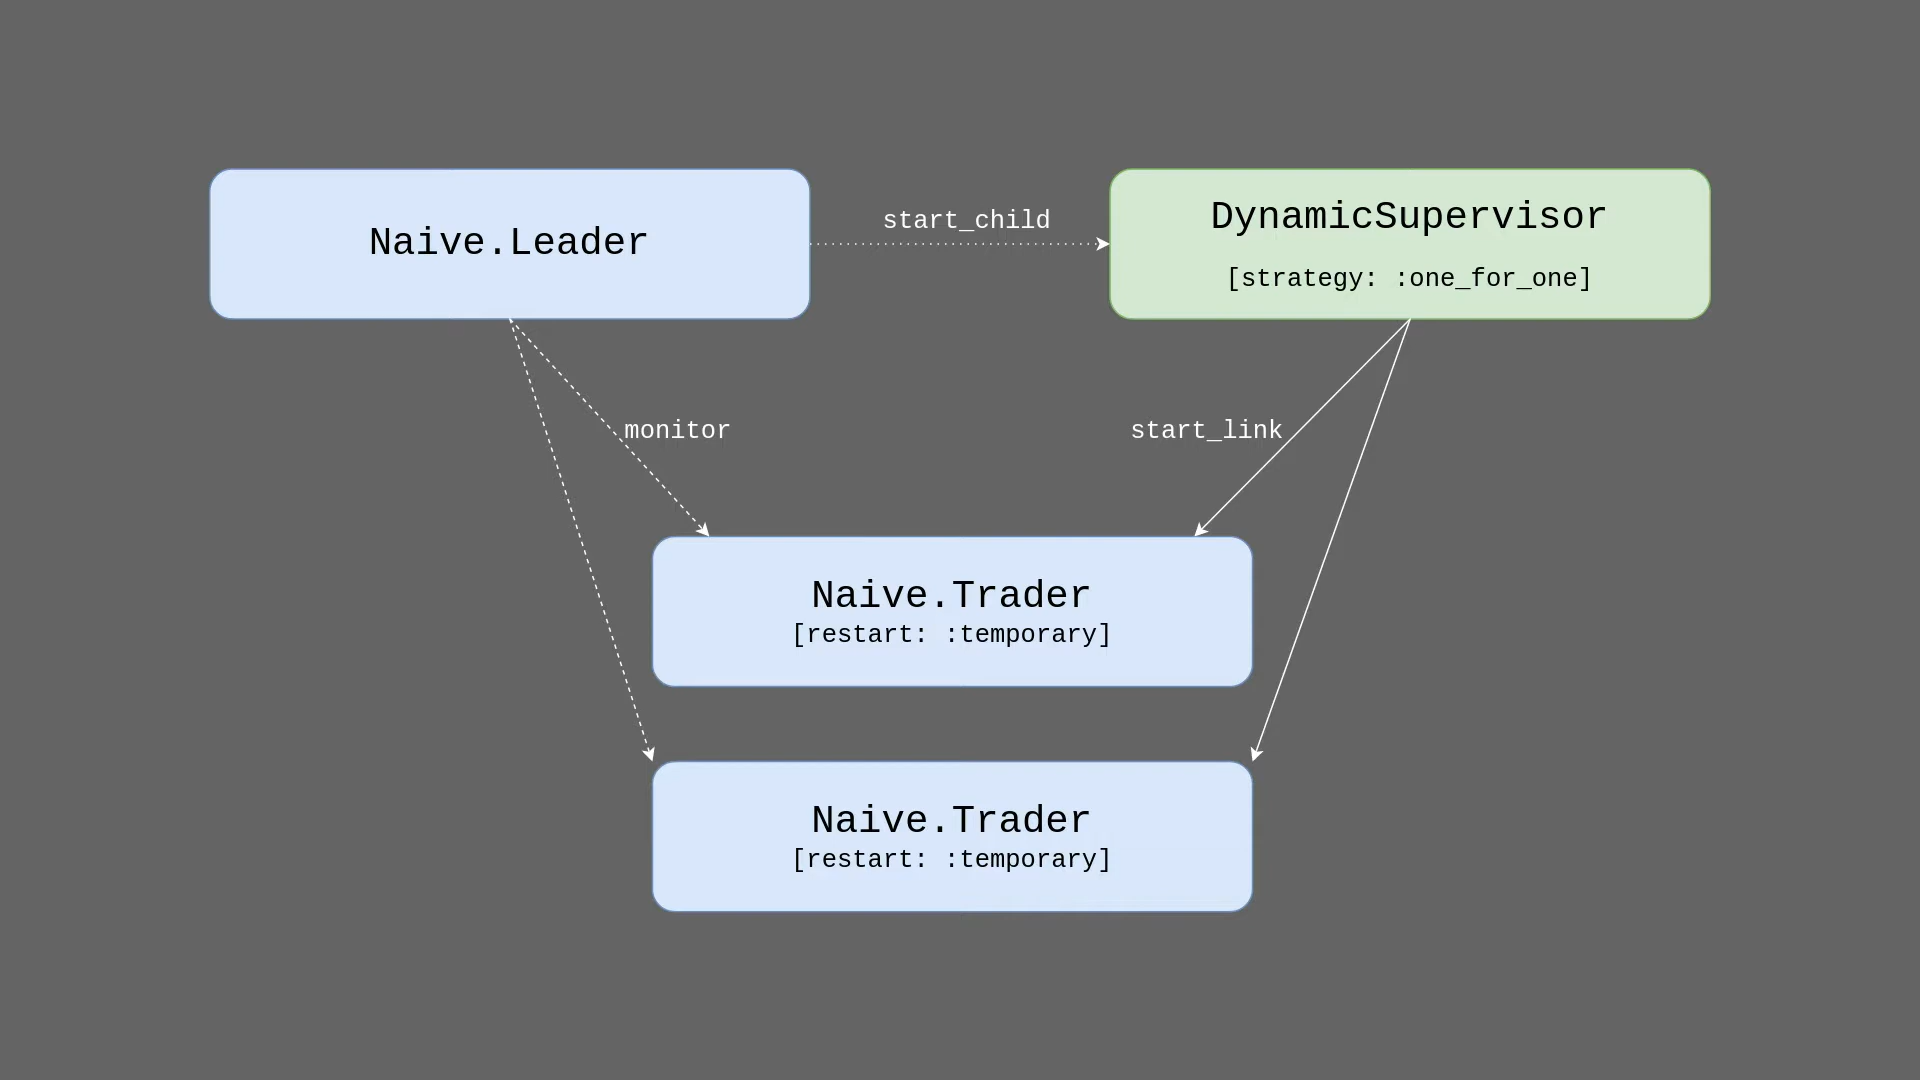 Naive.Leader
start_child
DynamicSupervisor
[strategy: :one_for_one]
monitor
start_link
Naive.Trader
[restart: :temporary]
Naive.Trader
[restart: :temporary]